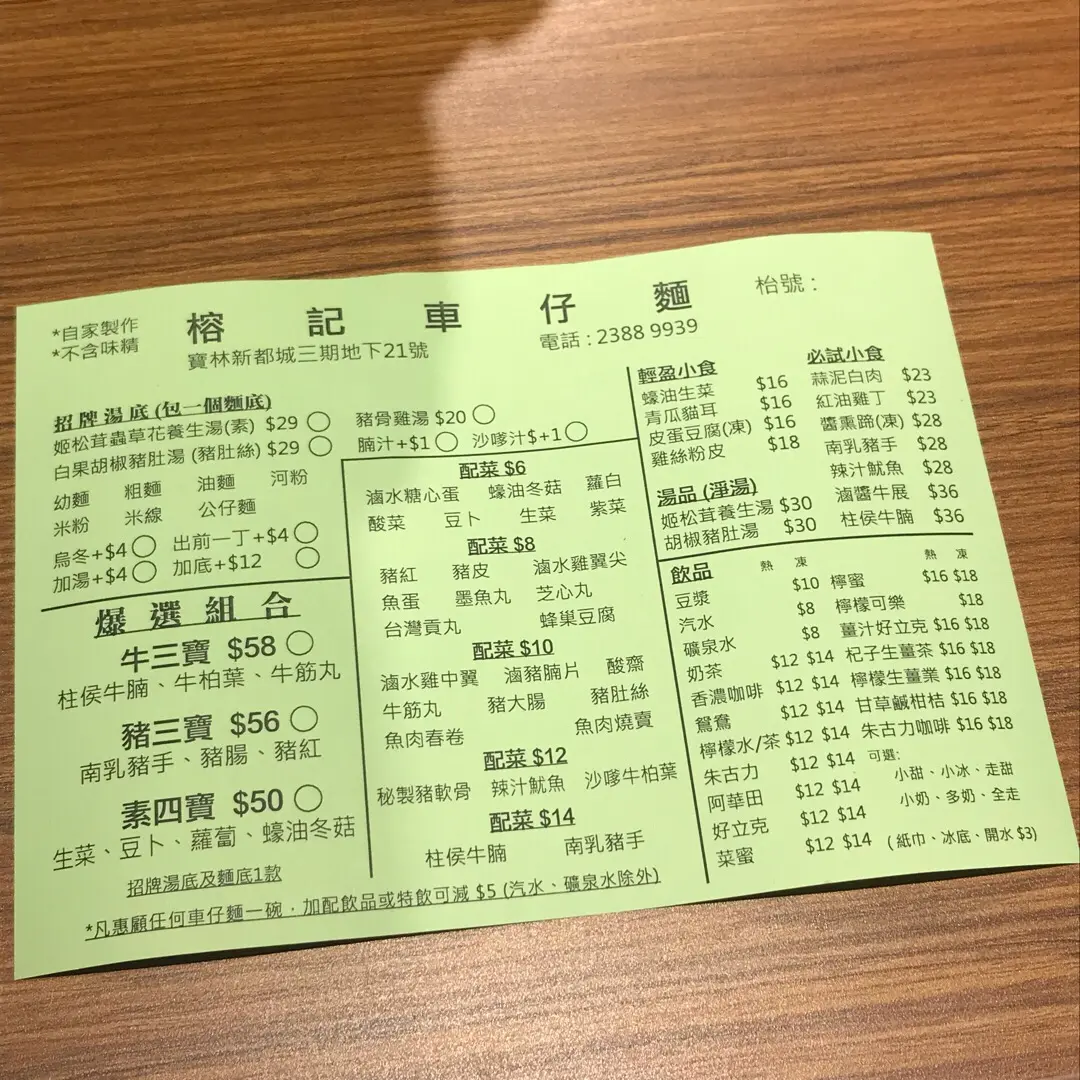 *自家製作
*不含味精
榕記車仔麵
枱號：
寶林新都城三期地下21號
電話 : 2388 9939
招牌湯底 (包一個麵底)
姬松茸蟲草花養生湯(素) $29 ○
白果胡椒豬肚湯 (豬肚絲) $29 ○
豬骨雞湯 $20 ○
腩汁+$1 ○ 沙嗲汁$+1 ○
幼麵 粗麵 油麵 河粉
米粉 米線 公仔麵
烏冬+$4 ○ 出前一丁+$4 ○
加湯+$4 ○ 加底+$12 ○
爆選組合
牛三寶 $58 ○
柱侯牛腩、牛柏葉、牛筋丸
豬三寶 $56 ○
南乳豬手、豬腸、豬紅
素四寶 $50 ○
生菜、豆卜、蘿蔔、蠔油冬菇
招牌湯底及麵底1款
配菜 $6
滷水糖心蛋 蠔油冬菇 蘿白
酸菜 豆卜 生菜 紫菜
配菜 $8
豬紅 豬皮 滷水雞翼尖
魚蛋 墨魚丸 芝心丸
台灣貢丸 蜂巢豆腐
配菜 $10
滷水雞中翼 滷豬腩片 酸齋
牛筋丸 豬大腸 豬肚絲
魚肉春卷 魚肉燒賣
配菜 $12
秘製豬軟骨 辣汁魷魚 沙嗲牛柏葉
配菜 $14
柱侯牛腩 南乳豬手
輕盈小食
蠔油生菜 $16
青瓜貓耳 $16
皮蛋豆腐(凍) $16
雞絲粉皮 $18
湯品 (淨湯)
姬松茸養生湯 $30
胡椒豬肚湯 $30
必試小食
蒜泥白肉 $23
紅油雞丁 $23
醬熏蹄(凍) $28
南乳豬手 $28
辣汁魷魚 $28
滷醬牛展 $36
柱侯牛腩 $36
飲品 熱 凍
豆漿 $10
汽水 $8
礦泉水 $8
奶茶 $12 $14
香濃咖啡 $12 $14
鴛鴦 $12 $14
檸檬水/茶 $12 $14
朱古力 $12 $14
阿華田 $12 $14
好立克 $12 $14
菜蜜 $12 $14
熱 凍
檸蜜 $16 $18
檸檬可樂 $18
薑汁好立克 $16 $18
杞子生薑茶 $16 $18
檸檬生薑業 $16 $18
甘草鹹柑桔 $16 $18
朱古力咖啡 $16 $18
可選:
小甜、小冰、走甜
小奶、多奶、全走
( 紙巾、冰底、開水 $3)
*凡惠顧任何車仔麵一碗．加配飲品或特飲可減 $5 (汽水、礦泉水除外)